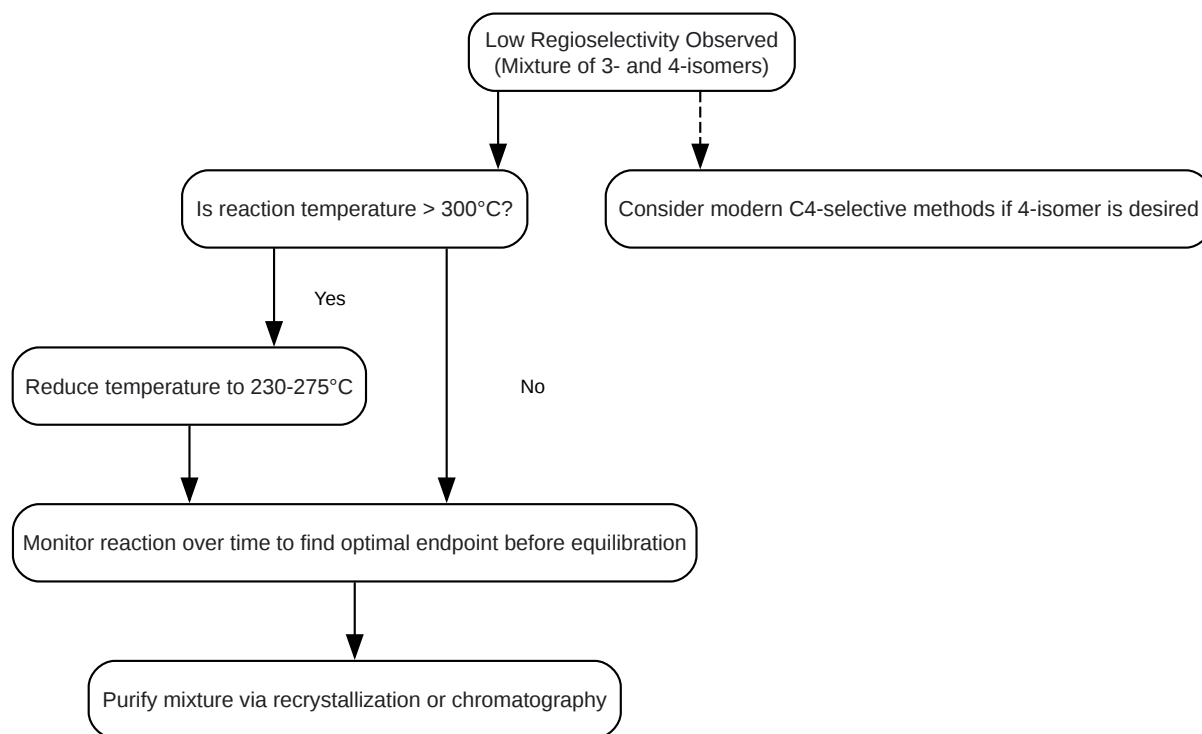 Low Regioselectivity Observed
(Mixture of 3- and 4-isomers)
Is reaction temperature > 300°C?
Consider modern C4-selective methods if 4-isomer is desired
Yes
Reduce temperature to 230-275°C
No
Monitor reaction over time to find optimal endpoint before equilibration
Purify mixture via recrystallization or chromatography